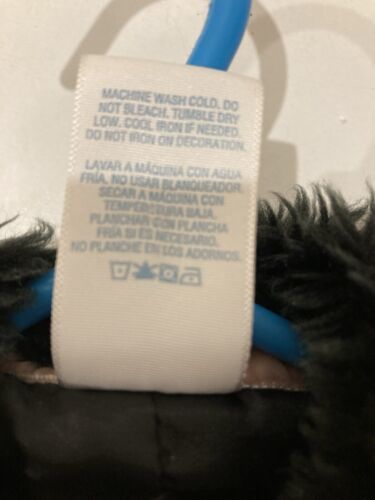 MACHINE WASH COLD. DO
NOT BLEACH. TUMBLE DRY
LOW. COOL IRON IF NEEDED.
DO NOT IRON ON DECORATION.
LAVAR A MÁQUINA CON AGUA
FRÍA. NO USAR BLANQUEADOR.
SECAR A MÁQUINA CON
TEMPERATURA BAJA.
PLANCHAR CON PLANCHA
FRÍA SI ES NECESARIO.
NO PLANCHE EN LOS ADORNOS.